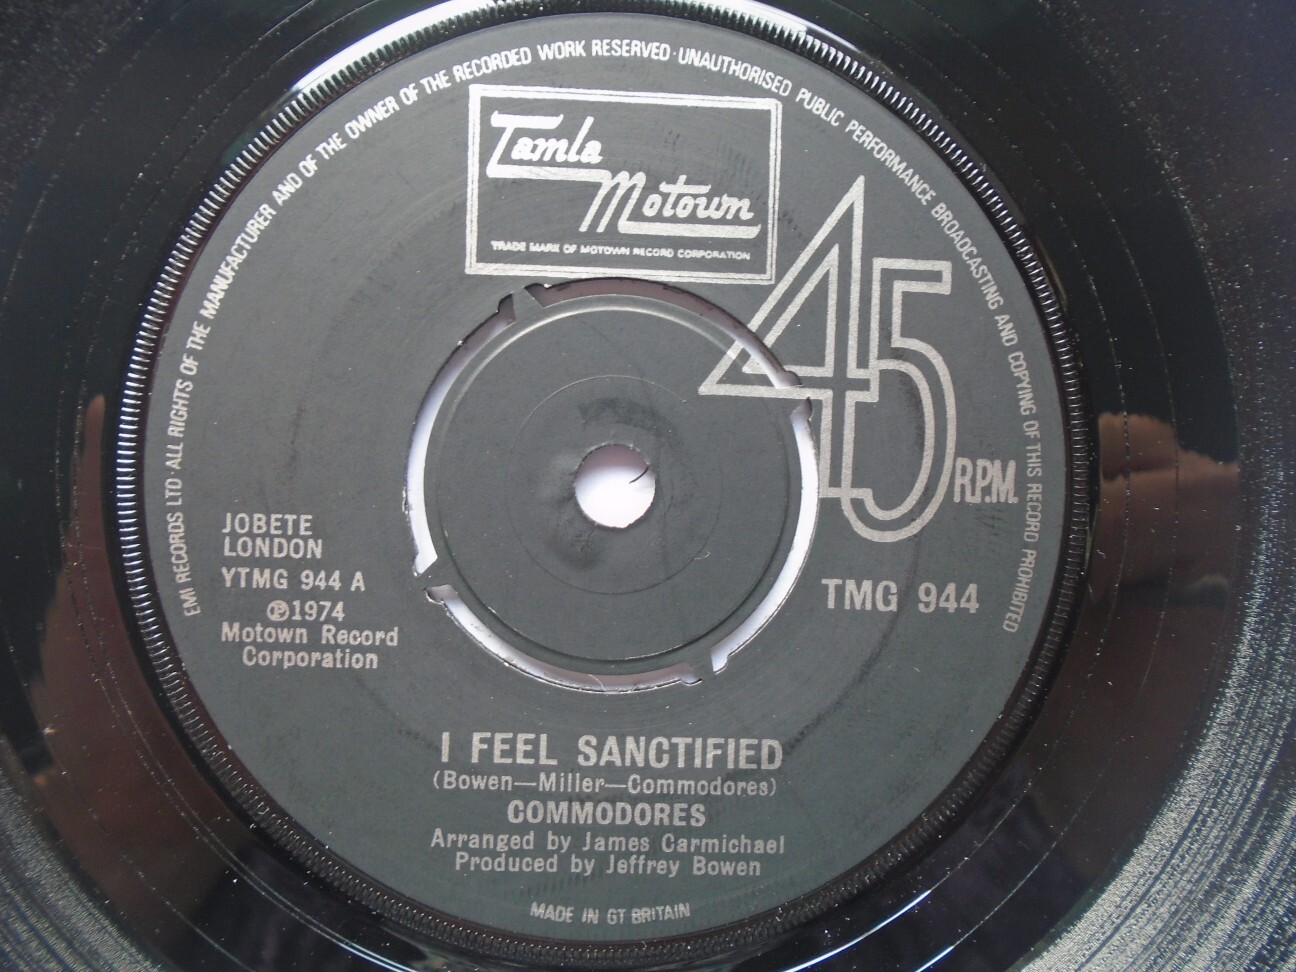 EMI RECORDS LTD · ALL RIGHTS OF THE MANUFACTURER AND OF THE OWNER OF THE RECORDED WORK RESERVED · UNAUTHORISED PUBLIC PERFORMANCE BROADCASTING AND COPYING OF THIS RECORD PROHIBITED
Tamla
Motown
TRADE MARK OF MOTOWN RECORD CORPORATION
45
R.P.M.
JOBETE
LONDON
YTMG 944 A
℗1974
Motown Record
Corporation
TMG 944
I FEEL SANCTIFIED
(Bowen—Miller—Commodores)
COMMODORES
Arranged by James Carmichael
Produced by Jeffrey Bowen
MADE IN GT BRITAIN